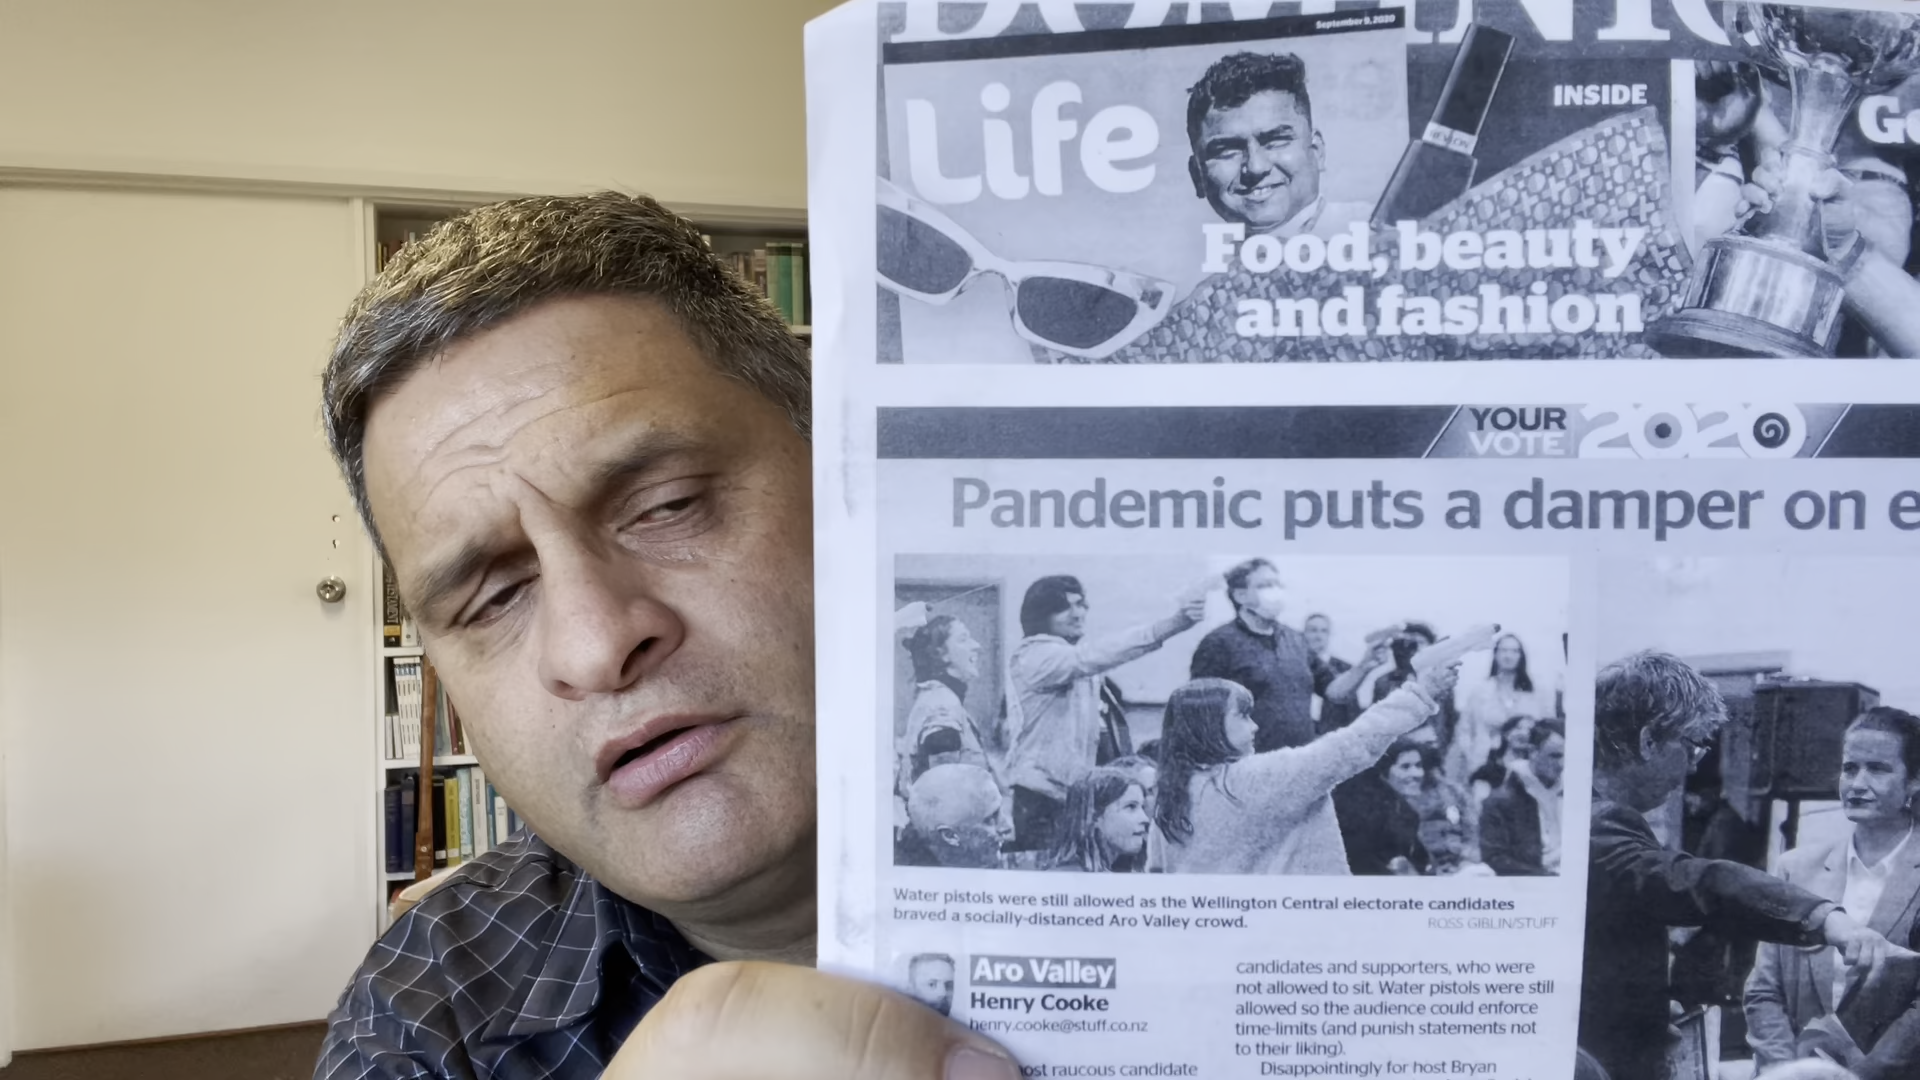 September 9, 2020
Life
INSIDE
REVLON
Food, beauty
and fashion
YOUR
VOTE
2020
Pandemic puts a damper on
Water pistols were still allowed as the Wellington Central electorate candidates
braved a socially-distanced Aro Valley crowd.
ROSS GIBLIN/STUFF
Aro Valley
Henry Cooke
henry.cooke@stuff.co.nz
raucous candidate
candidates and supporters, who were
not allowed to sit. Water pistols were still
allowed so the audience could enforce
time-limits (and punish statements not
to their liking).
Disappointingly for host Bryan